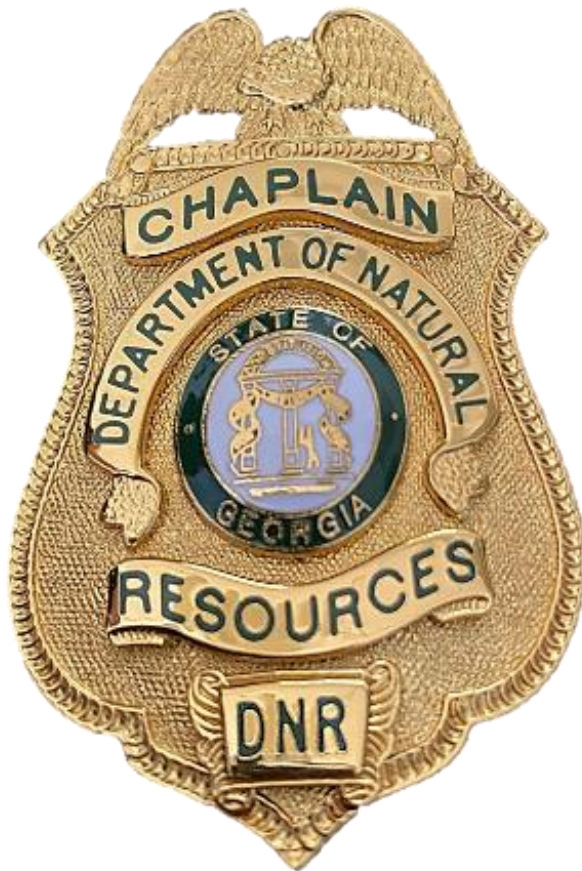 CHAPLAIN
DEPARTMENT OF NATURAL
STATE OF
GEORGIA
RESOURCES
DNR